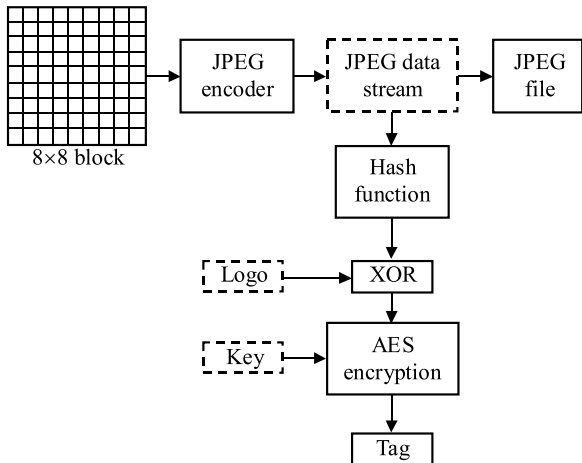 JPEG
encoder
JPEG data
stream
JPEG
file
8×8 block
Hash
function
Logo
XOR
Key
AES
encryption
Tag